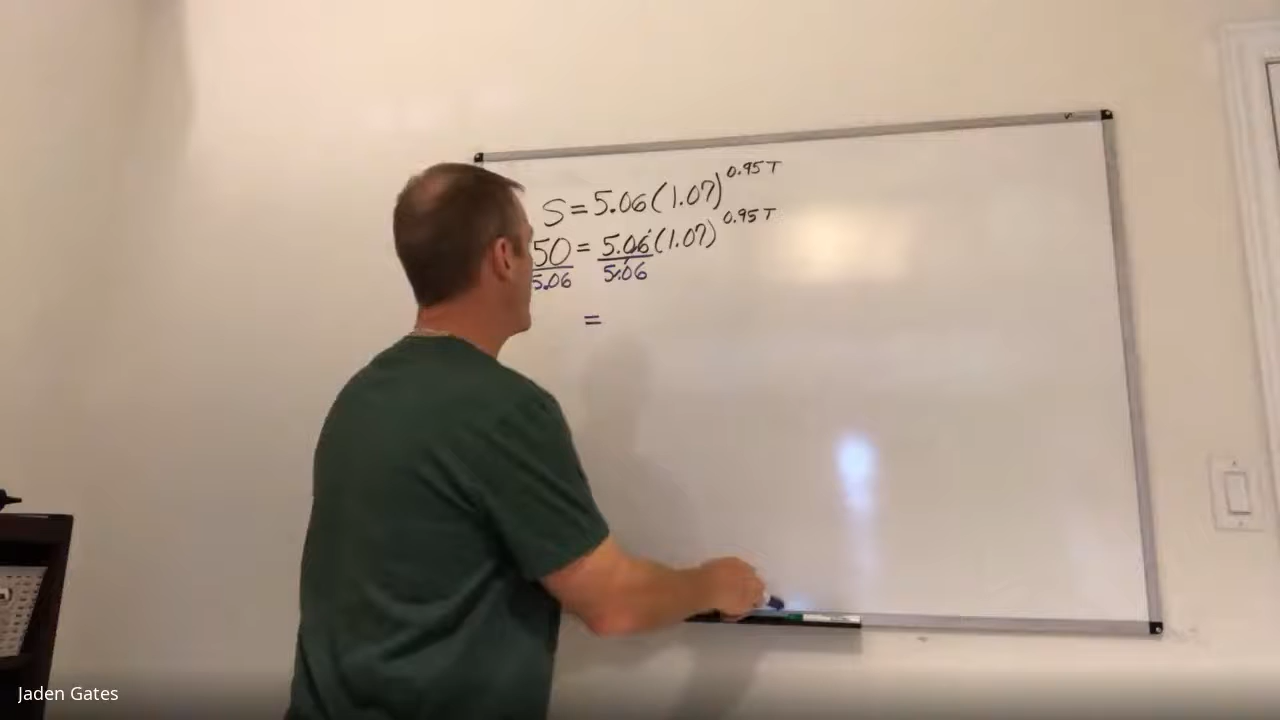 S = 5.06(1.07)^0.95T
50 = 5.06(1.07)^0.95T
5.06 5.06
=
Jaden Gates